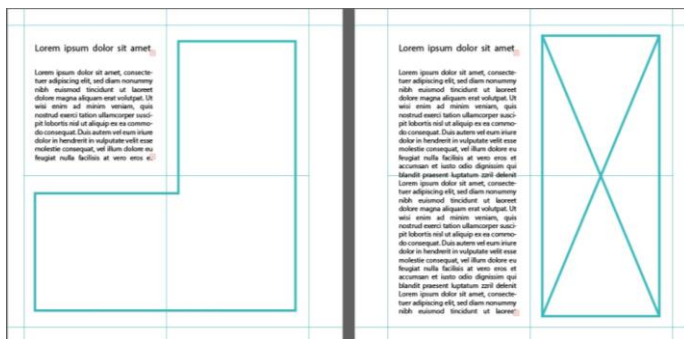 Lorem ipsum dolor sit amet
Lorem ipsum dolor sit amet, consecte-
tuer adipiscing elit, sed diam nonummy
nibh euismod tincidunt ut laoreet
dolore magna aliquam erat volutpat. Ut
wisi enim ad minim veniam, quis
nostrud exerci tation ullamcorper susci-
pit lobortis nisl ut aliquip ex ea commo-
do consequat. Duis autem vel eum iriure
dolor in hendrerit in vulputate velit esse
molestie consequat, vel illum dolore eu
feugiat nulla facilisis at vero eros e
Lorem ipsum dolor sit amet
Lorem ipsum dolor sit amet, consecte-
tuer adipiscing elit, sed diam nonummy
nibh euismod tincidunt ut laoreet
dolore magna aliquam erat volutpat. Ut
wisi enim ad minim veniam, quis
nostrud exerci tation ullamcorper susci-
pit lobortis nisl ut aliquip ex ea commo-
do consequat. Duis autem vel eum iriure
dolor in hendrerit in vulputate velit esse
molestie consequat, vel illum dolore eu
feugiat nulla facilisis at vero eros et
accumsan et iusto odio dignissim qui
blandit praesent luptatum zzril delenit
Lorem ipsum dolor sit amet, consecte-
tuer adipiscing elit, sed diam nonummy
nibh euismod tincidunt ut laoreet
dolore magna aliquam erat volutpat. Ut
wisi enim ad minim veniam, quis
nostrud exerci tation ullamcorper susci-
pit lobortis nisl ut aliquip ex ea commo-
do consequat. Duis autem vel eum iriure
dolor in hendrerit in vulputate velit esse
molestie consequat, vel illum dolore eu
feugiat nulla facilisis at vero eros et
accumsan et iusto odio dignissim qui
blandit praesent luptatum zzril delenit
Lorem ipsum dolor sit amet, consecte-
tuer adipiscing elit, sed diam nonummy
nibh euismod tincidunt ut laoree